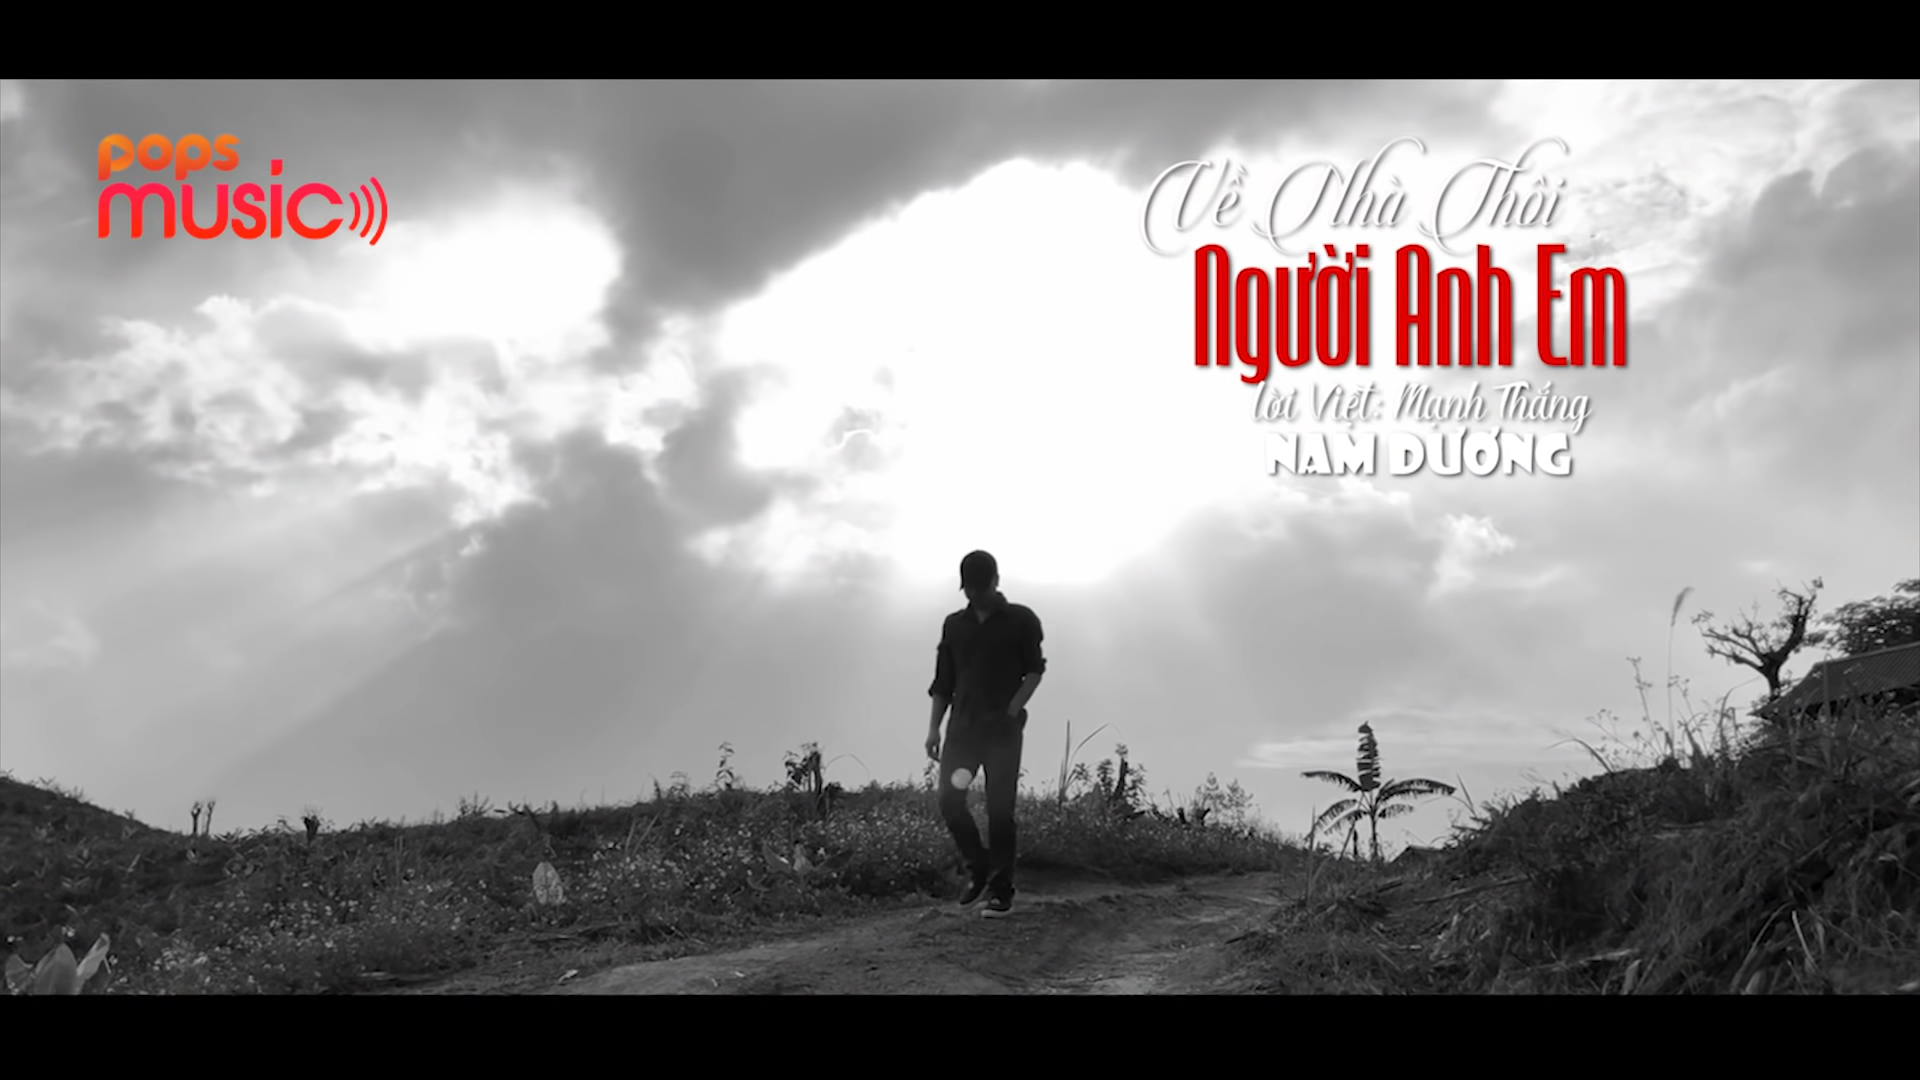 pops
music
Về Nhà Thôi
Người Anh Em
lời Việt: Mạnh Thắng
NAM DƯƠNG